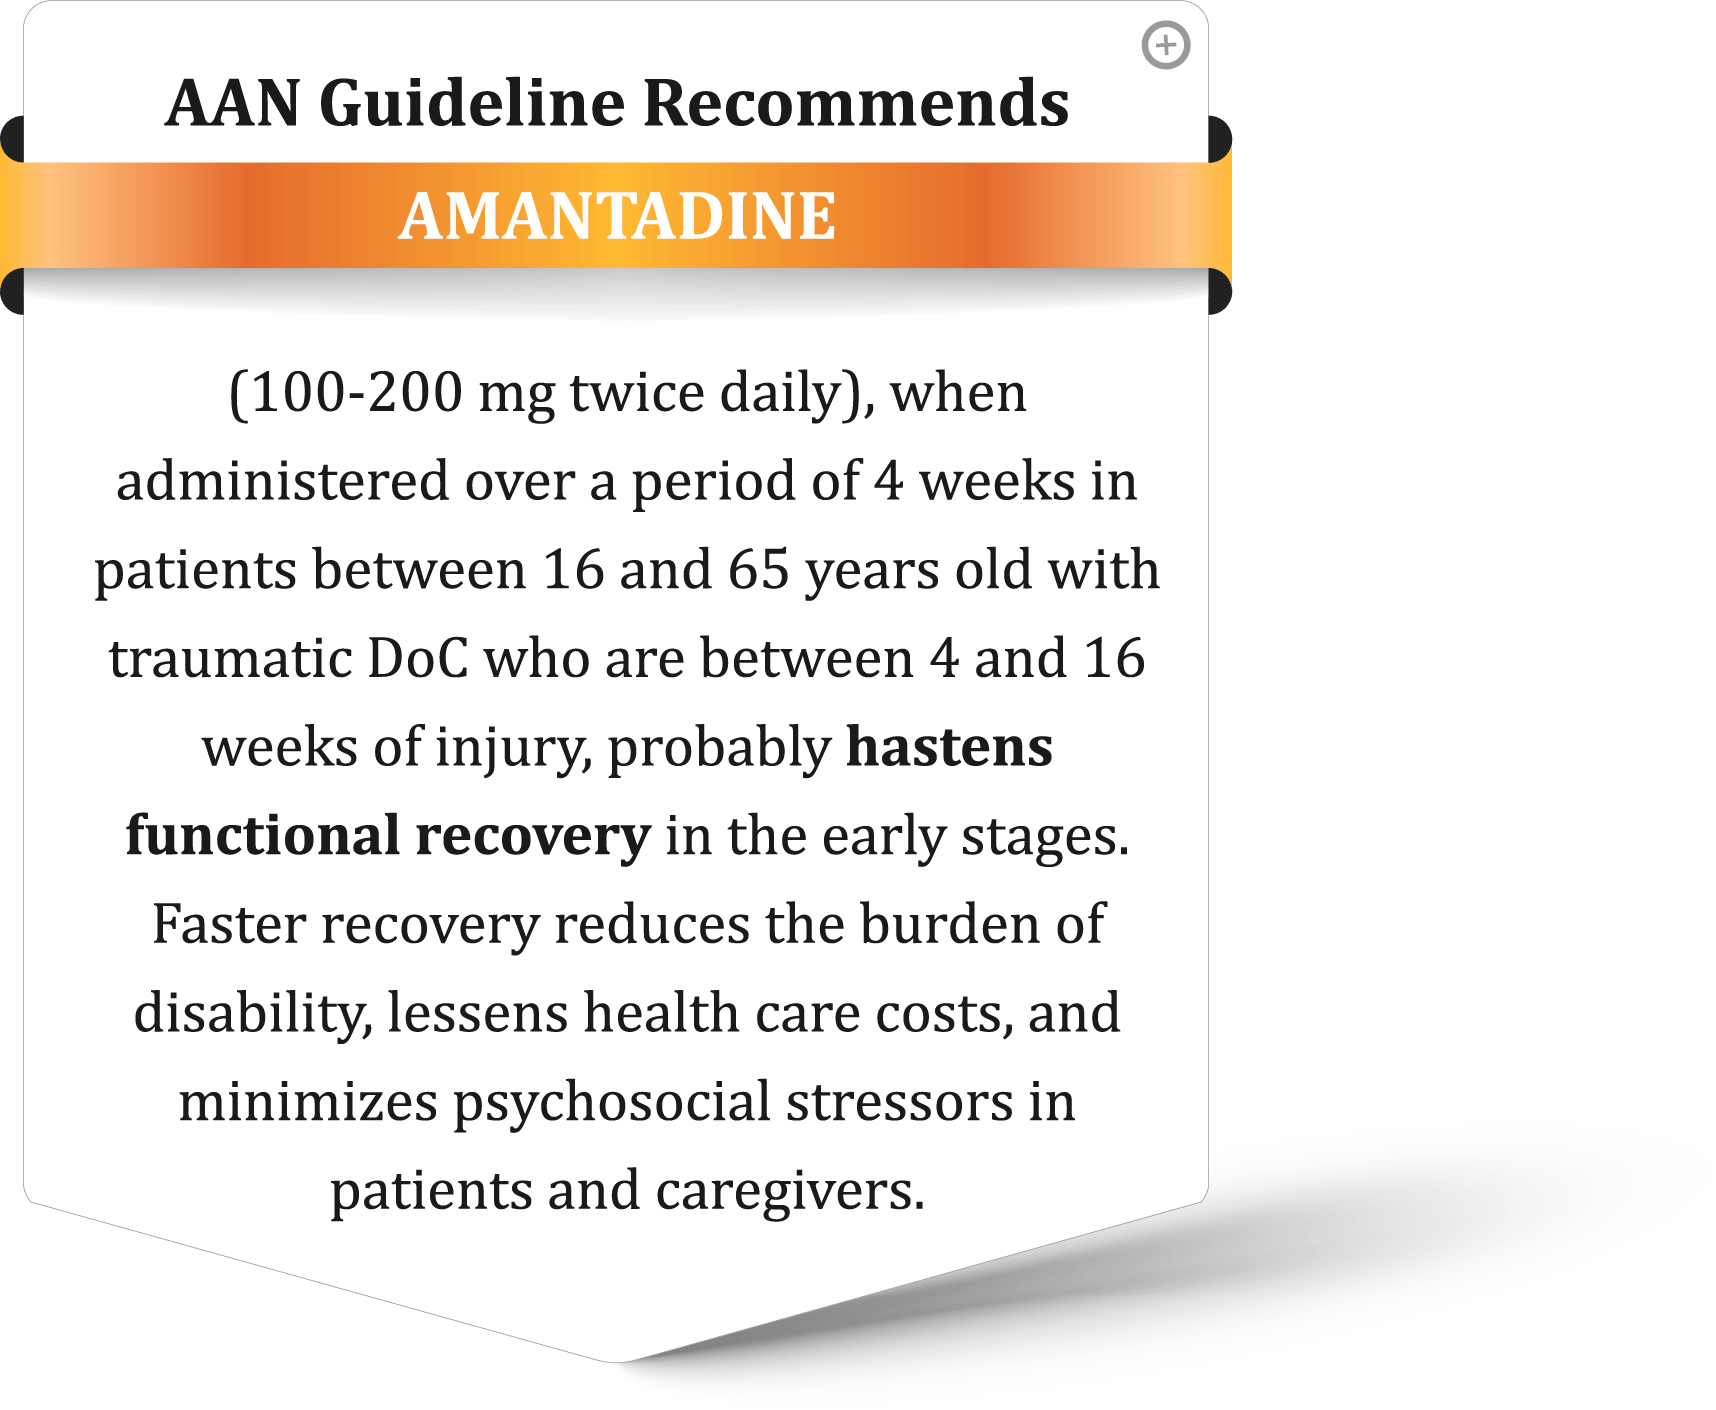 AAN Guideline Recommends
AMANTADINE
(100-200 mg twice daily), when
administered over a period of 4 weeks in
patients between 16 and 65 years old with
traumatic DoC who are between 4 and 16
weeks of injury, probably hastens
functional recovery in the early stages.
Faster recovery reduces the burden of
disability, lessens health care costs, and
minimizes psychosocial stressors in
patients and caregivers.